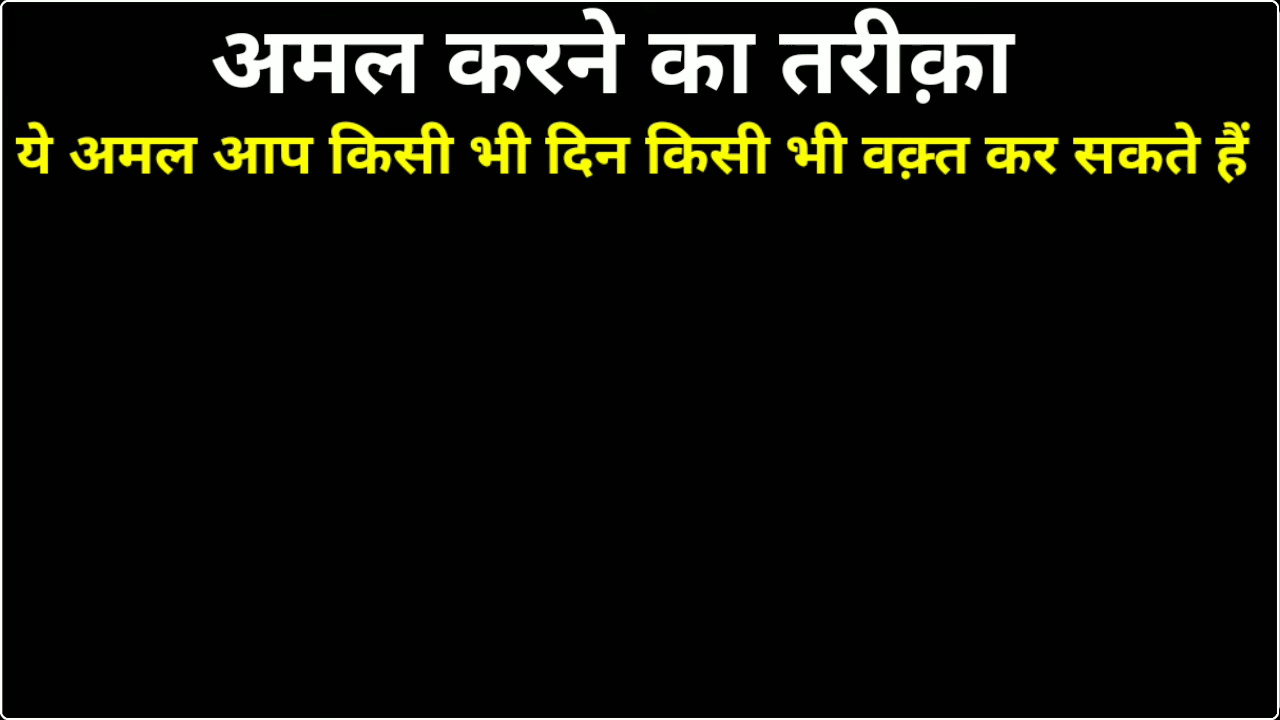 अमल करने का तरीक़ा
ये अमल आप किसी भी दिन किसी भी वक़्त कर सकते हैं